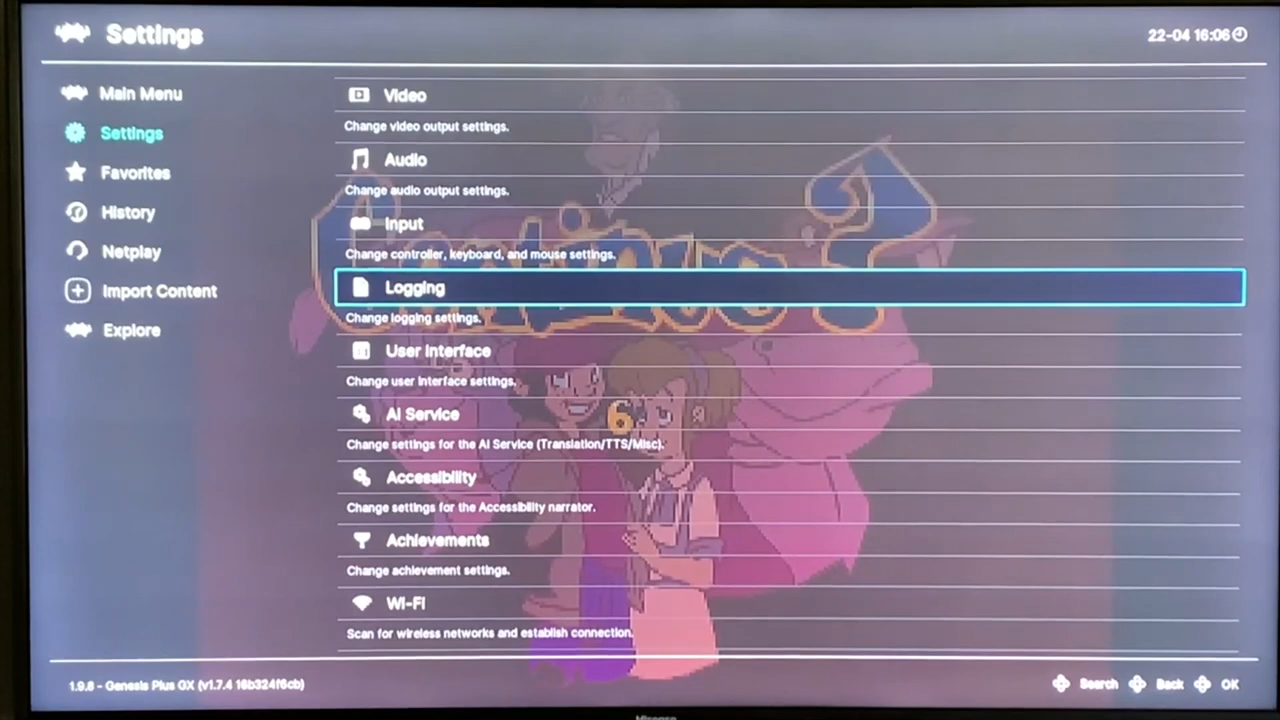 Settings
22-04 16:06
Main Menu
Settings
Favorites
History
Netplay
Import Content
Explore
Video
Change video output settings.
Audio
Change audio output settings.
Input
Change controller, keyboard, and mouse settings.
Logging
Change logging settings.
User Interface
Change user interface settings.
AI Service
Change settings for the AI Service (Translation/TTS/Misc).
Accessibility
Change settings for the Accessibility narrator.
Achievements
Change achievement settings.
Wi-Fi
Scan for wireless networks and establish connection.
6
1.9.8 - Genesis Plus GX (v1.7.4 16b324f6cb)
Search
Back
OK
Hisense